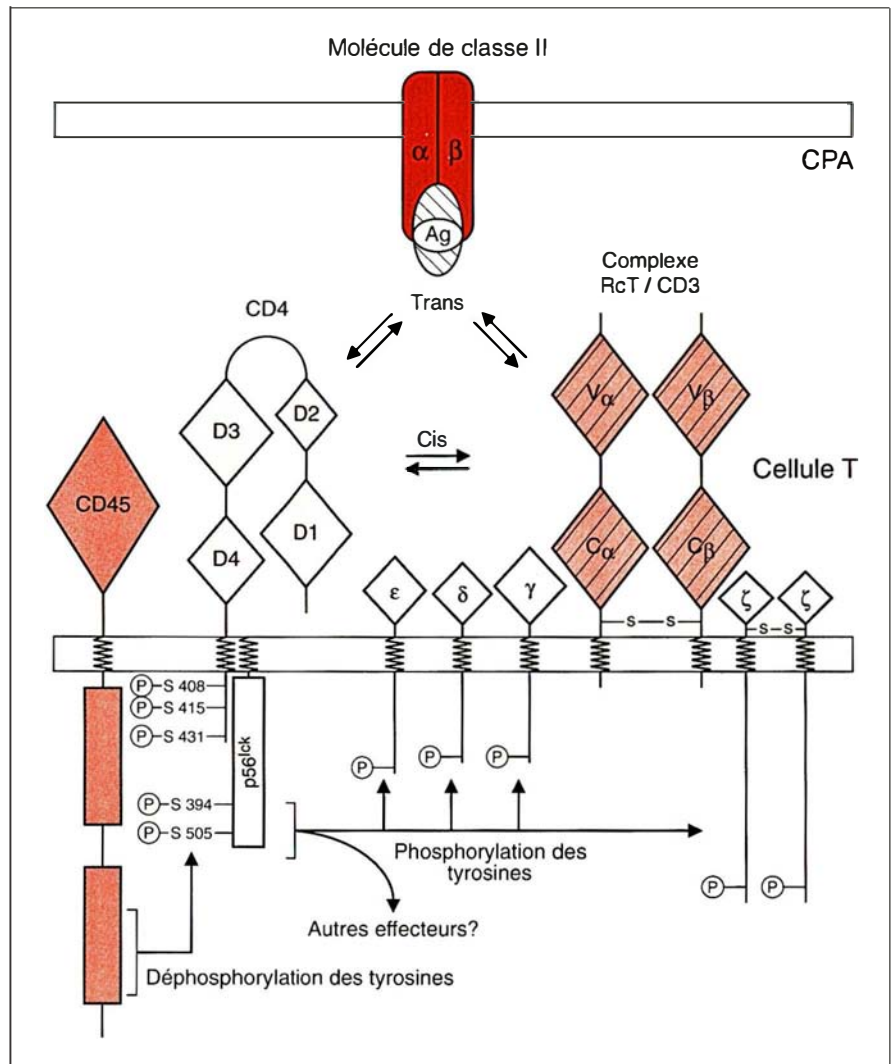 Molécule de classe II
α β
CPA
Ag
Complexe
RcT / CD3
Trans
CD4
Vα Vβ
D3 D2
Cis
Cellule T
CD45
D4 D1
Cα Cβ
ε δ γ
ζ ζ
S S
S-S
P S 408
P S 415
P S 431
p56lck
P P P
P S 394
P S 505
Phosphorylation des
tyrosines
P P
Autres effecteurs?
Déphosphorylation des tyrosines